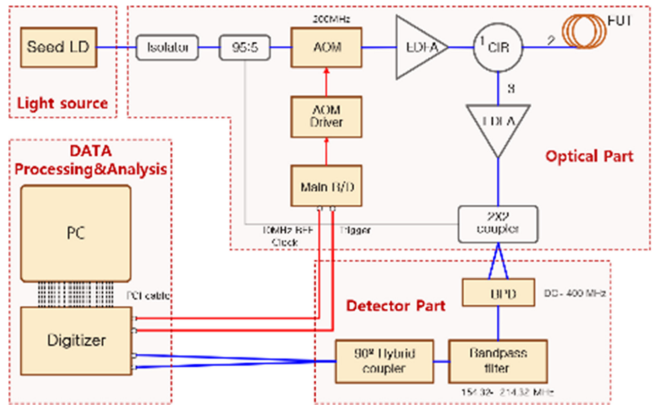 200MHz
Seed LD
Isolator
95:5
AOM
EDFA
1
CIR
2
FUT
3
Light source
AOM
Driver
EDFA
Optical Part
DATA
Processing&Analysis
Main B/D
PC
2X2
coupler
10MHz REF
Clock
Trigger
PCI cable
Detector Part
BPD
DC - 400 MHz
Digitizer
90º Hybrid
coupler
Bandpass
filter
154.32- 214.32 MHz